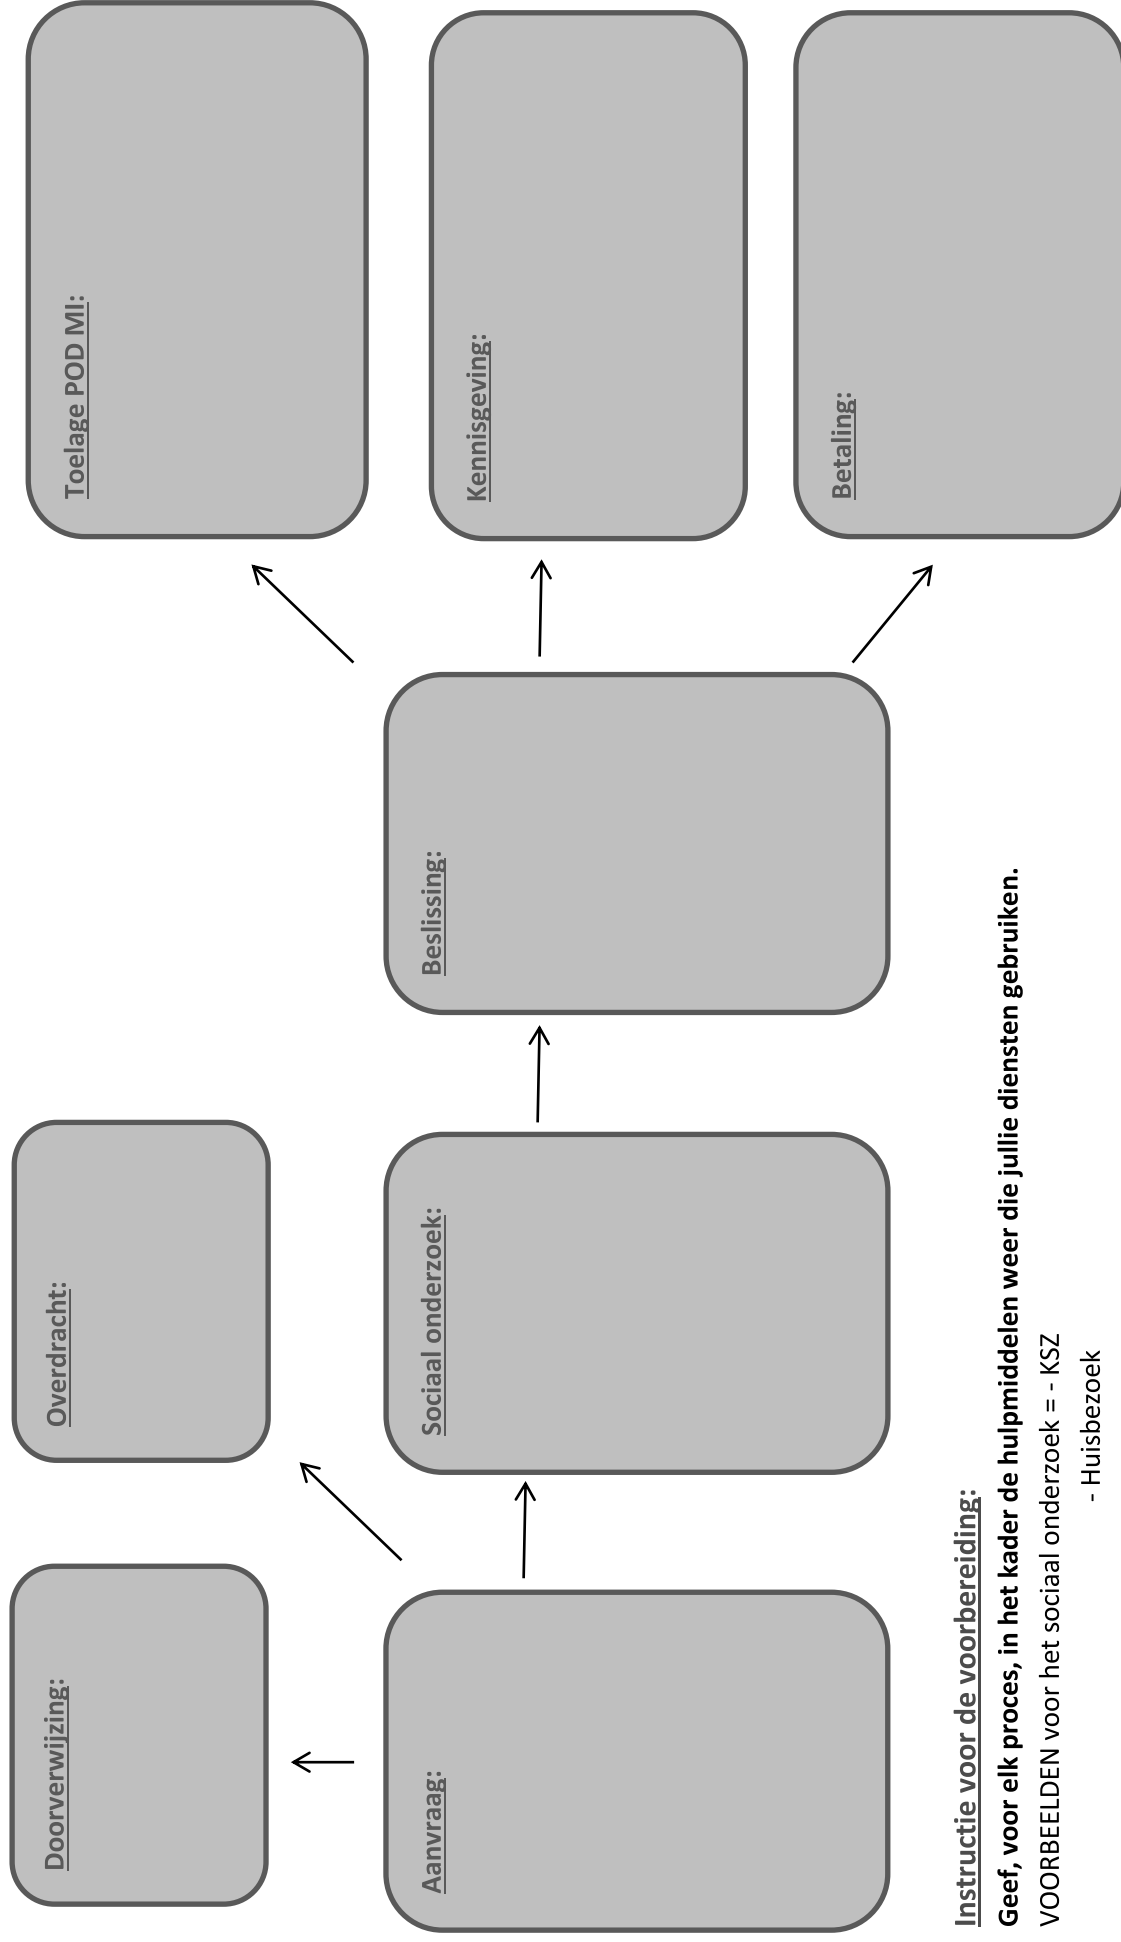 Doorverwijzing:
Overdracht:
Toelage POD MI:
Aanvraag:
Sociaal onderzoek:
Beslissing:
Kennisgeving:
Betaling:
Instructie voor de voorbereiding:
Geef, voor elk proces, in het kader de hulpmiddelen weer die jullie diensten gebruiken.
VOORBEELDEN voor het sociaal onderzoek = - KSZ
- Huisbezoek